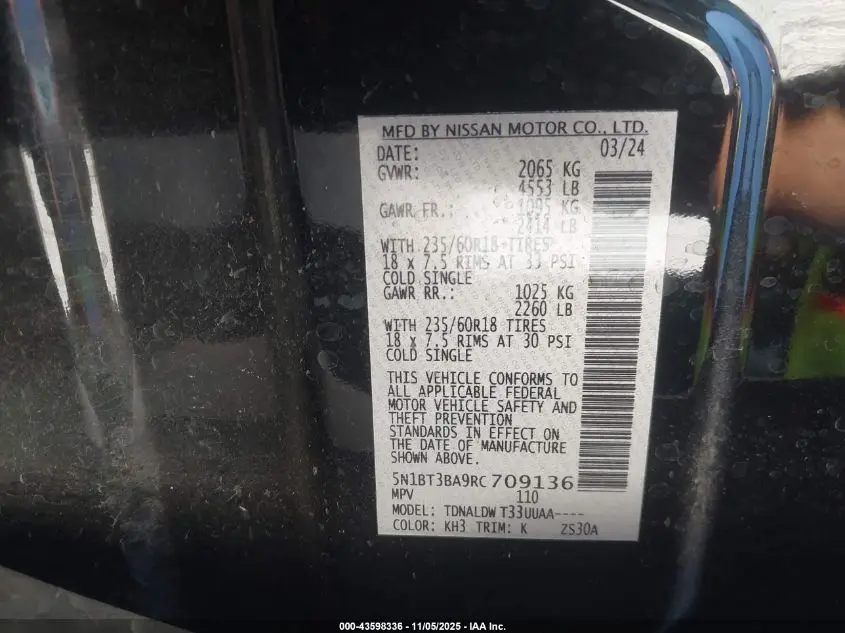 MFD BY NISSAN MOTOR CO., LTD.
DATE: 03/24
GVWR: 2065 KG
4553 LB
GAWR FR.: 1095 KG
2414 LB
WITH 235/60R18 TIRES
18 x 7.5 RIMS AT 33 PSI
COLD SINGLE
GAWR RR.: 1025 KG
2260 LB
WITH 235/60R18 TIRES
18 x 7.5 RIMS AT 30 PSI
COLD SINGLE
THIS VEHICLE CONFORMS TO
ALL APPLICABLE FEDERAL
MOTOR VEHICLE SAFETY AND
THEFT PREVENTION
STANDARDS IN EFFECT ON
THE DATE OF MANUFACTURE
SHOWN ABOVE.
5N1BT3BA9RC709136
MPV 110
MODEL: TDNALDW T33UUAA----
COLOR: KH3 TRIM: K ZS30A
000-43598336 - 11/05/2025 - IAA Inc.